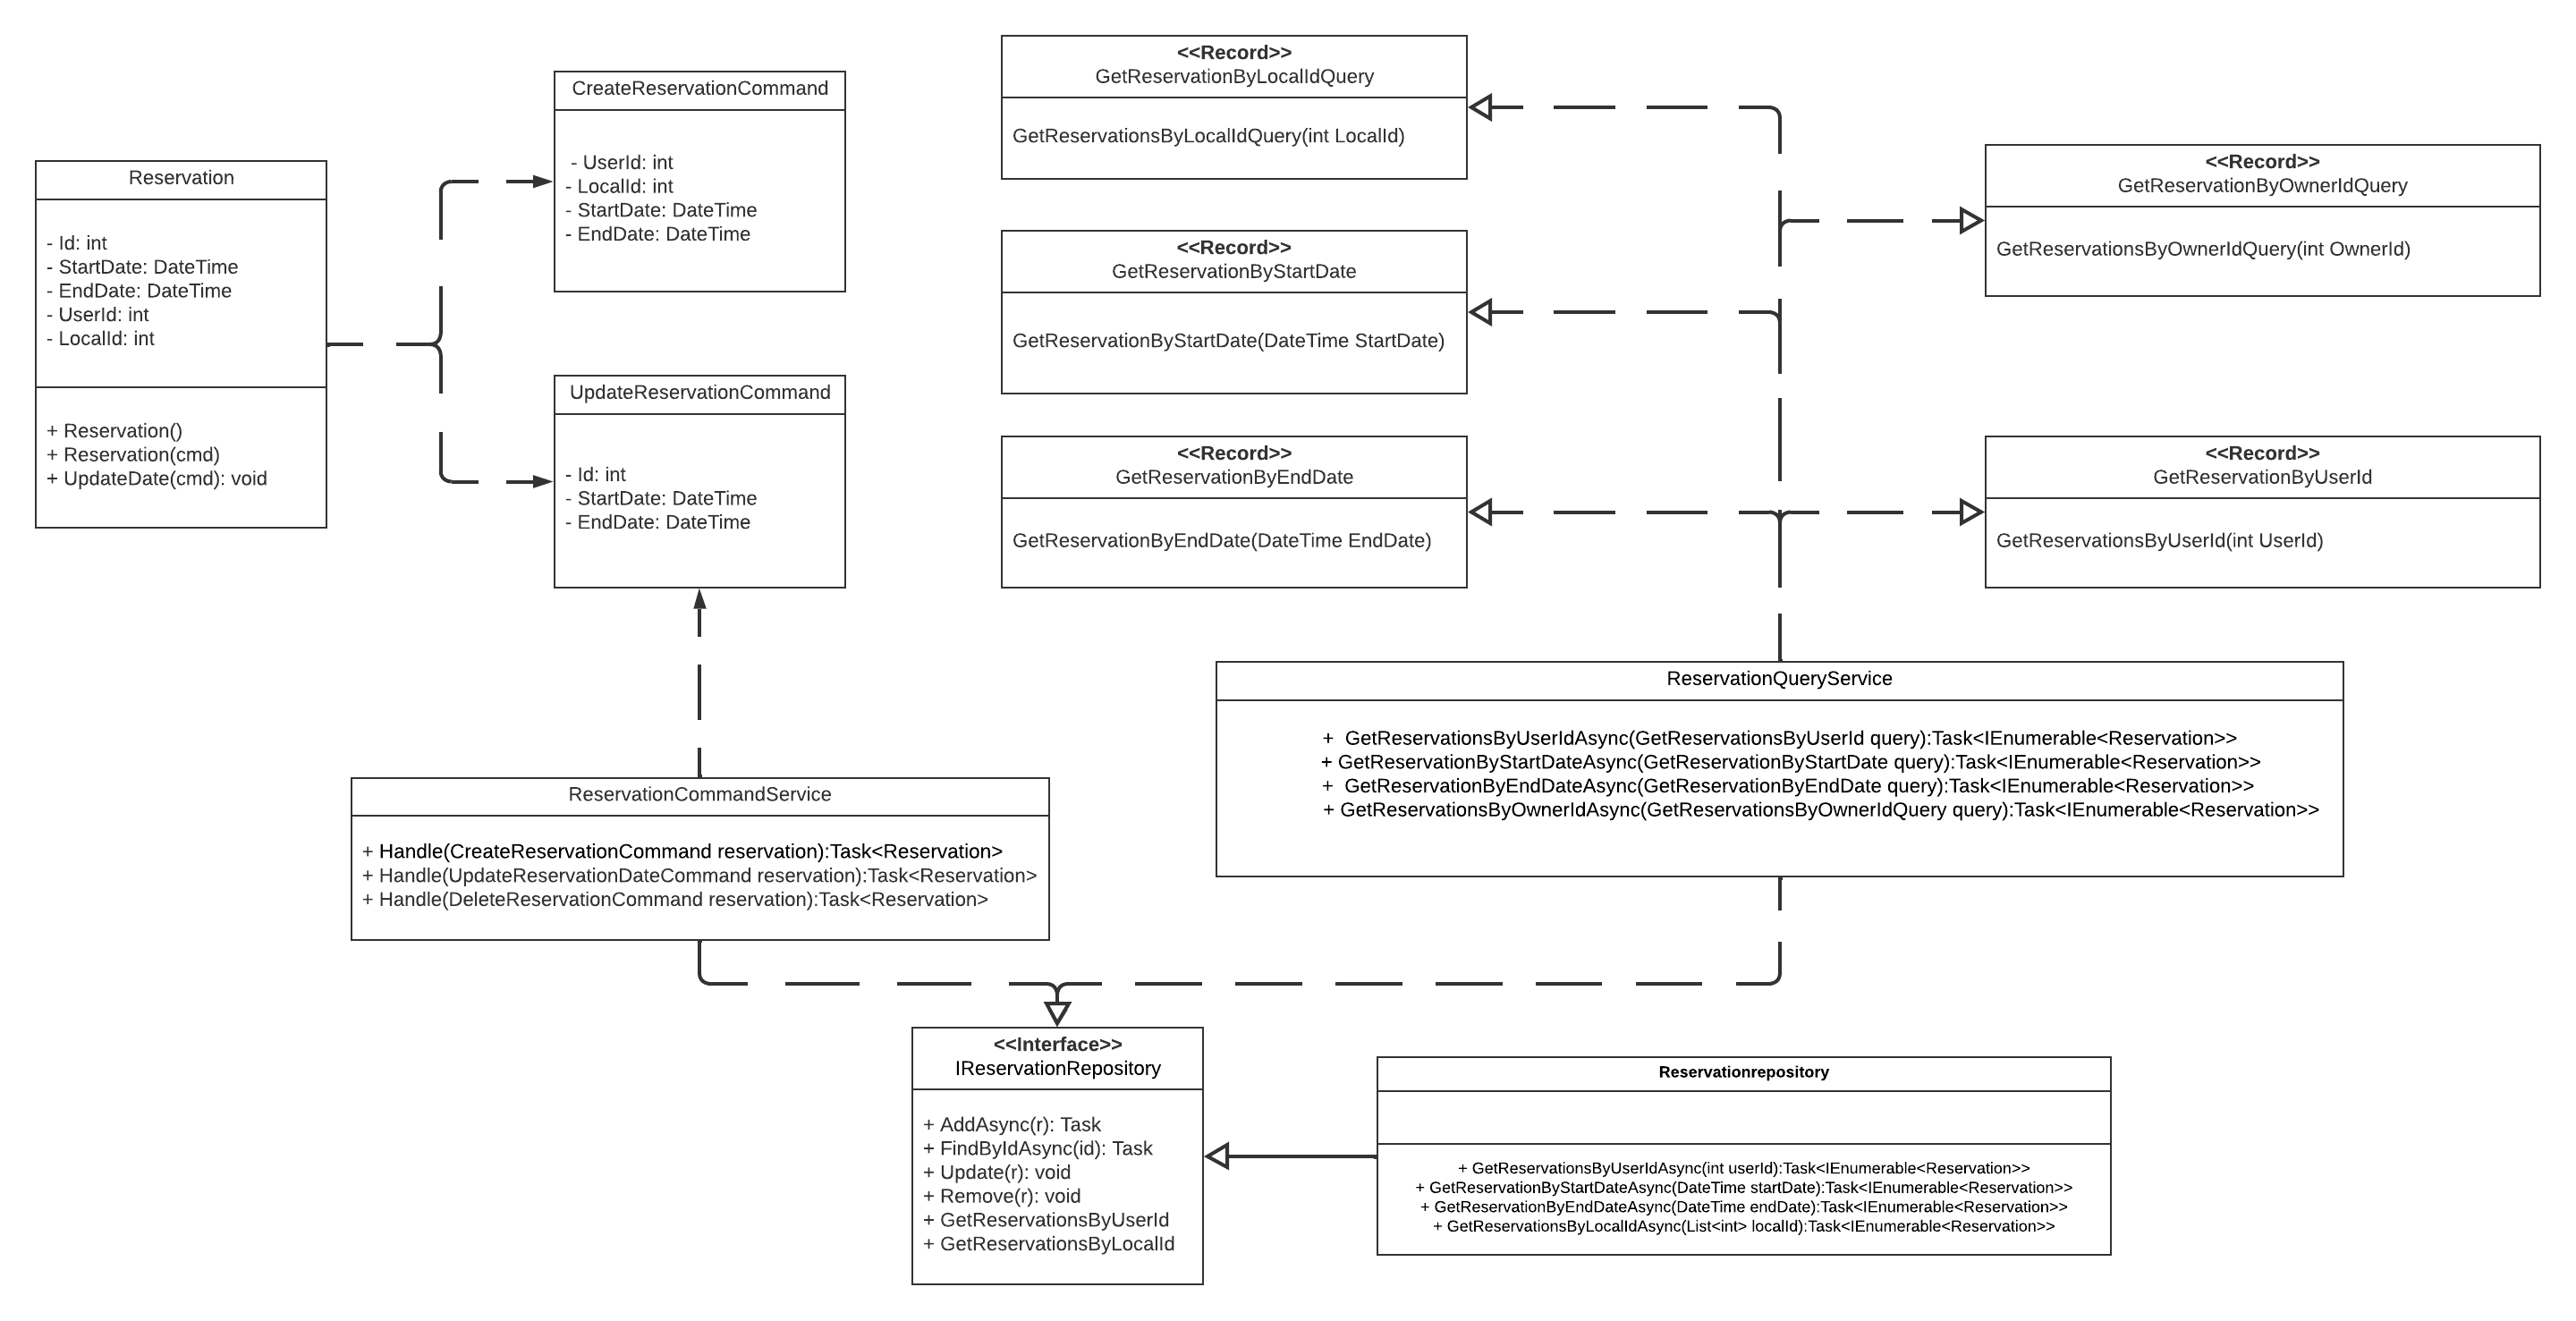 Reservation
- Id: int
- StartDate: DateTime
- EndDate: DateTime
- UserId: int
- LocalId: int
+ Reservation()
+ Reservation(cmd)
+ UpdateDate(cmd): void
CreateReservationCommand
- UserId: int
- LocalId: int
- StartDate: DateTime
- EndDate: DateTime
UpdateReservationCommand
- Id: int
- StartDate: DateTime
- EndDate: DateTime
<<Record>>
GetReservationByLocalIdQuery
GetReservationsByLocalIdQuery(int LocalId)
<<Record>>
GetReservationByStartDate
GetReservationByStartDate(DateTime StartDate)
<<Record>>
GetReservationByEndDate
GetReservationByEndDate(DateTime EndDate)
<<Record>>
GetReservationByOwnerIdQuery
GetReservationsByOwnerIdQuery(int OwnerId)
<<Record>>
GetReservationByUserId
GetReservationsByUserId(int UserId)
ReservationCommandService
+ Handle(CreateReservationCommand reservation):Task<Reservation>
+ Handle(UpdateReservationDateCommand reservation):Task<Reservation>
+ Handle(DeleteReservationCommand reservation):Task<Reservation>
ReservationQueryService
+ GetReservationsByUserIdAsync(GetReservationsByUserId query):Task<IEnumerable<Reservation>>
+ GetReservationByStartDateAsync(GetReservationByStartDate query):Task<IEnumerable<Reservation>>
+ GetReservationByEndDateAsync(GetReservationByEndDate query):Task<IEnumerable<Reservation>>
+ GetReservationsByOwnerIdAsync(GetReservationsByOwnerIdQuery query):Task<IEnumerable<Reservation>>
<<Interface>>
IReservationRepository
+ AddAsync(r): Task
+ FindByIdAsync(id): Task
+ Update(r): void
+ Remove(r): void
+ GetReservationsByUserId
+ GetReservationsByLocalId
Reservationrepository
+ GetReservationsByUserIdAsync(int userId):Task<IEnumerable<Reservation>>
+ GetReservationByStartDateAsync(DateTime startDate):Task<IEnumerable<Reservation>>
+ GetReservationByEndDateAsync(DateTime endDate):Task<IEnumerable<Reservation>>
+ GetReservationsByLocalIdAsync(List<int> localId):Task<IEnumerable<Reservation>>